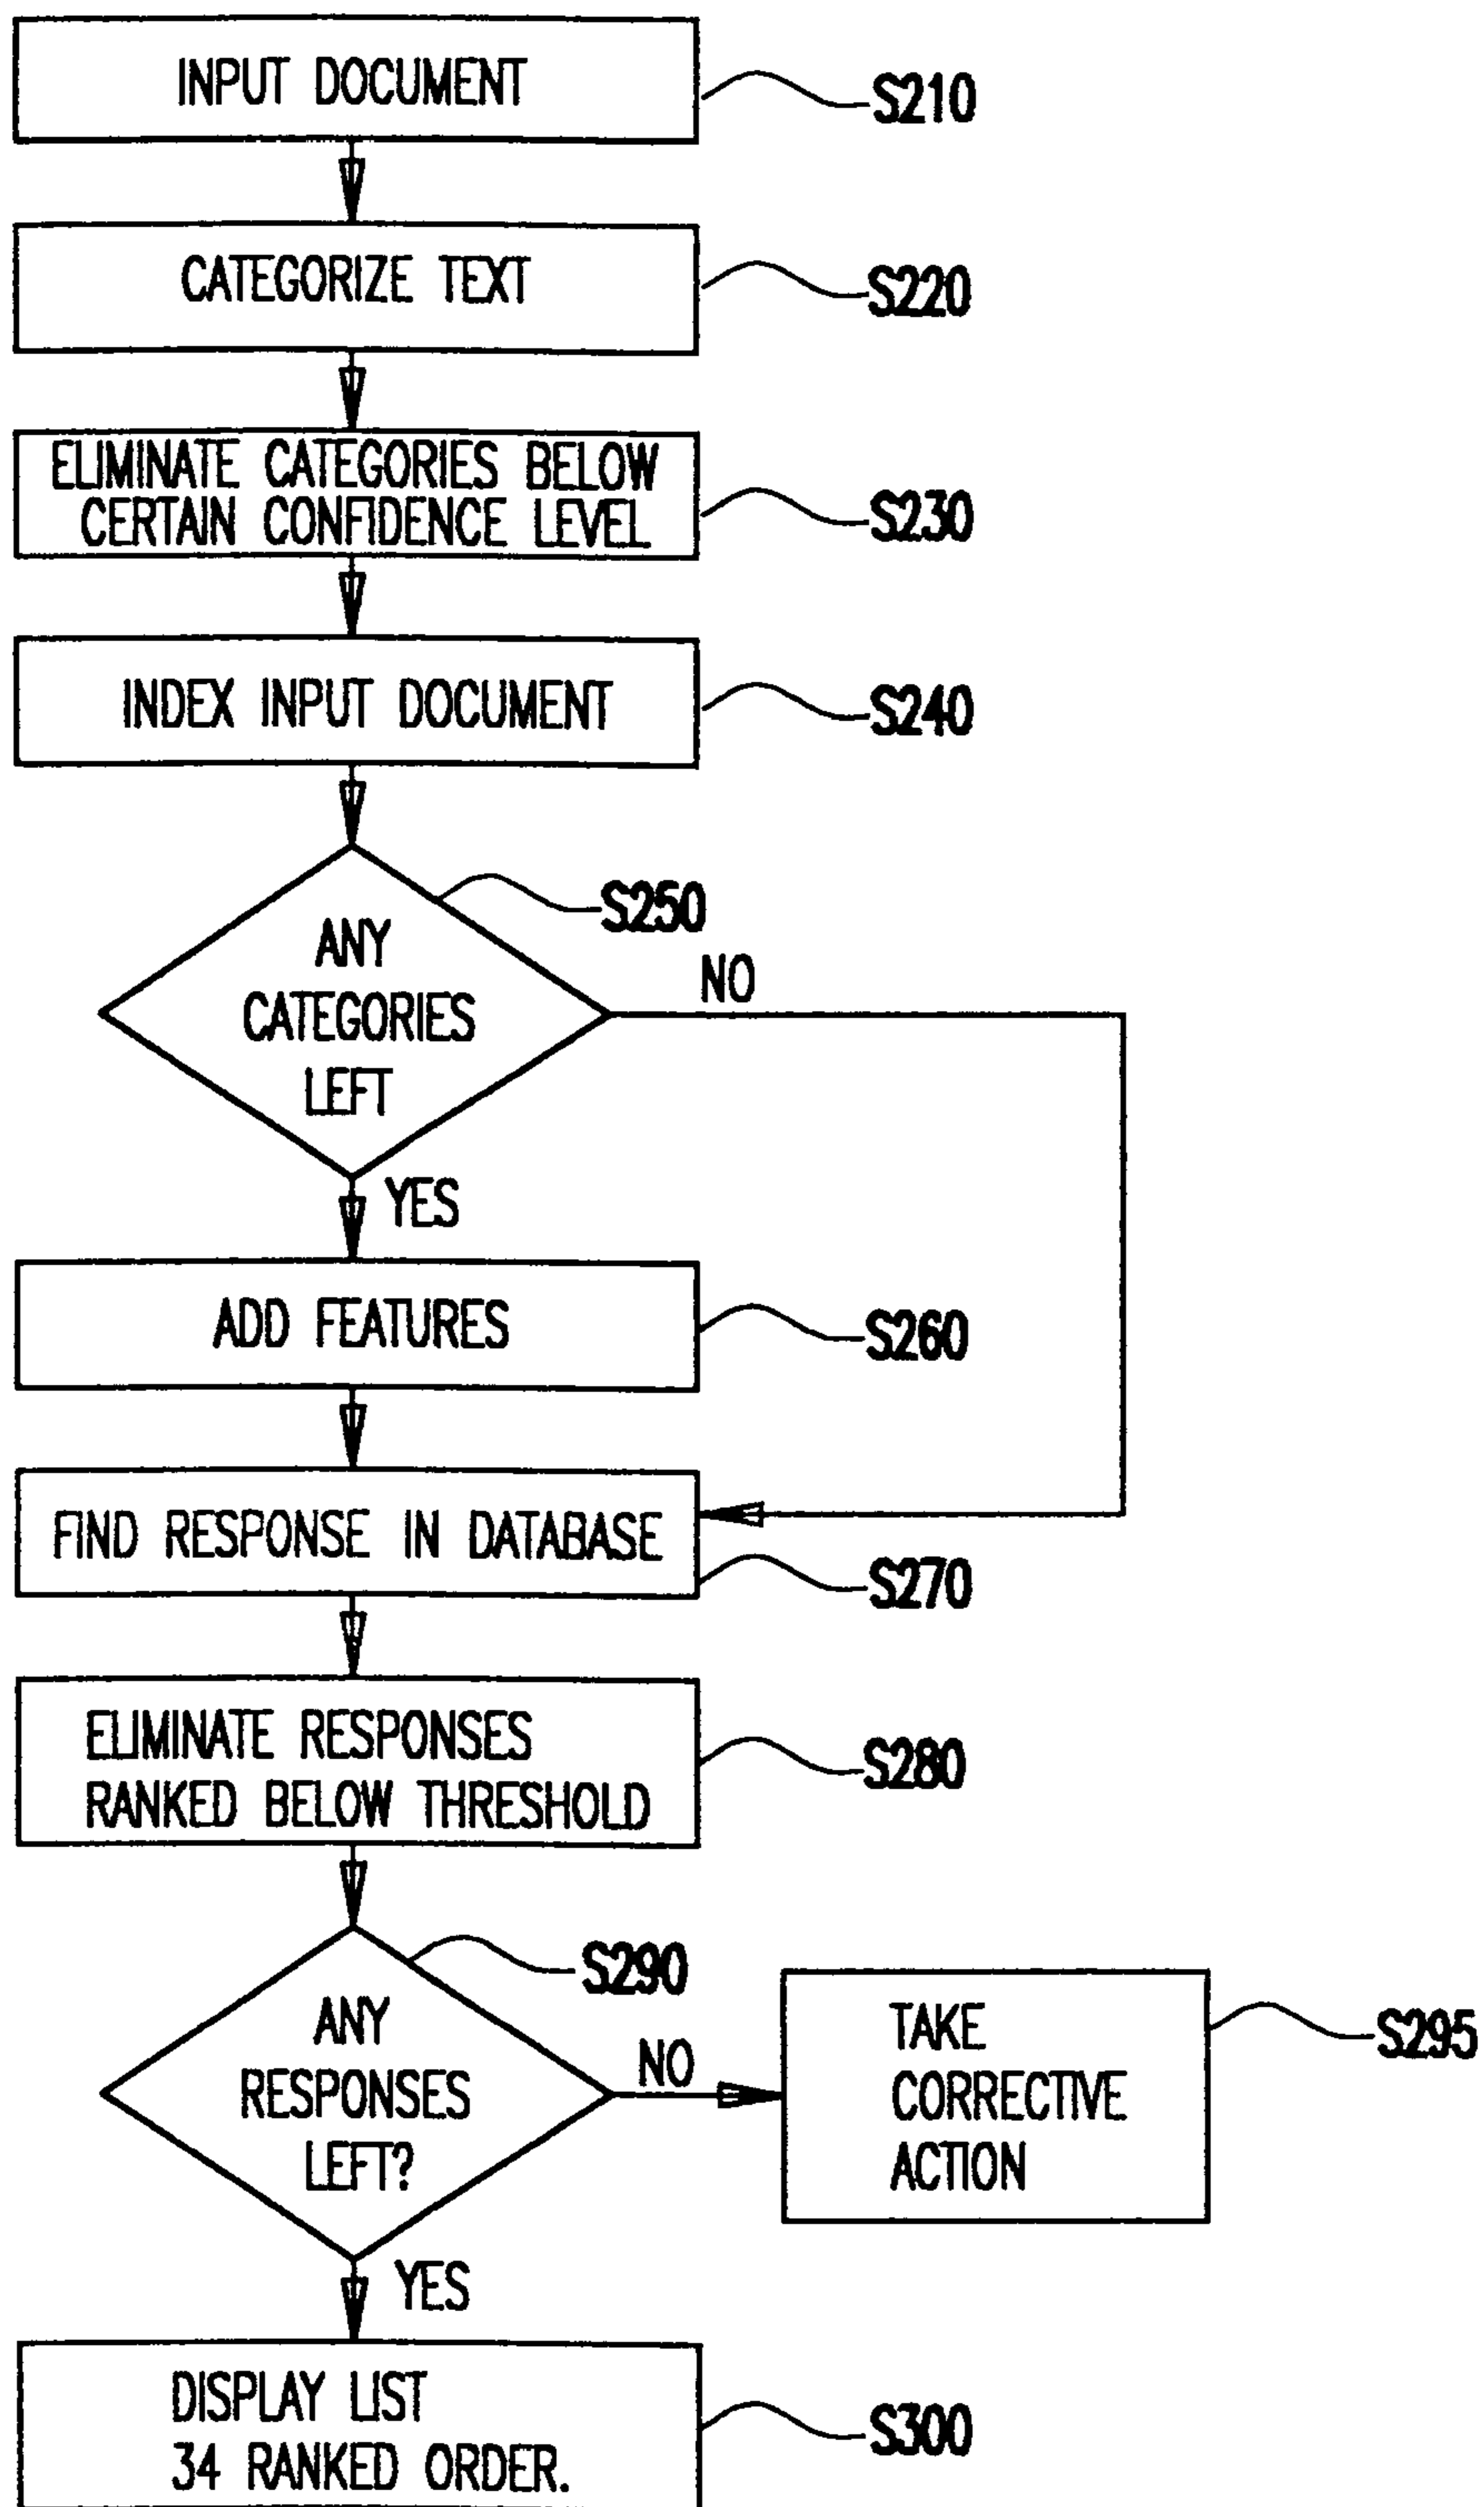 INPUT DOCUMENT
S210
CATEGORIZE TEXT
S220
ELIMINATE CATEGORIES BELOW
CERTAIN CONFIDENCE LEVEL
S230
INDEX INPUT DOCUMENT
S240
S250
ANY
CATEGORIES
LEFT
NO
YES
ADD FEATURES
S260
FIND RESPONSE IN DATABASE
S270
ELIMINATE RESPONSES
RANKED BELOW THRESHOLD
S280
S290
ANY
RESPONSES
LEFT?
NO
TAKE
CORRECTIVE
ACTION
S295
YES
DISPLAY LIST
34 RANKED ORDER.
S300